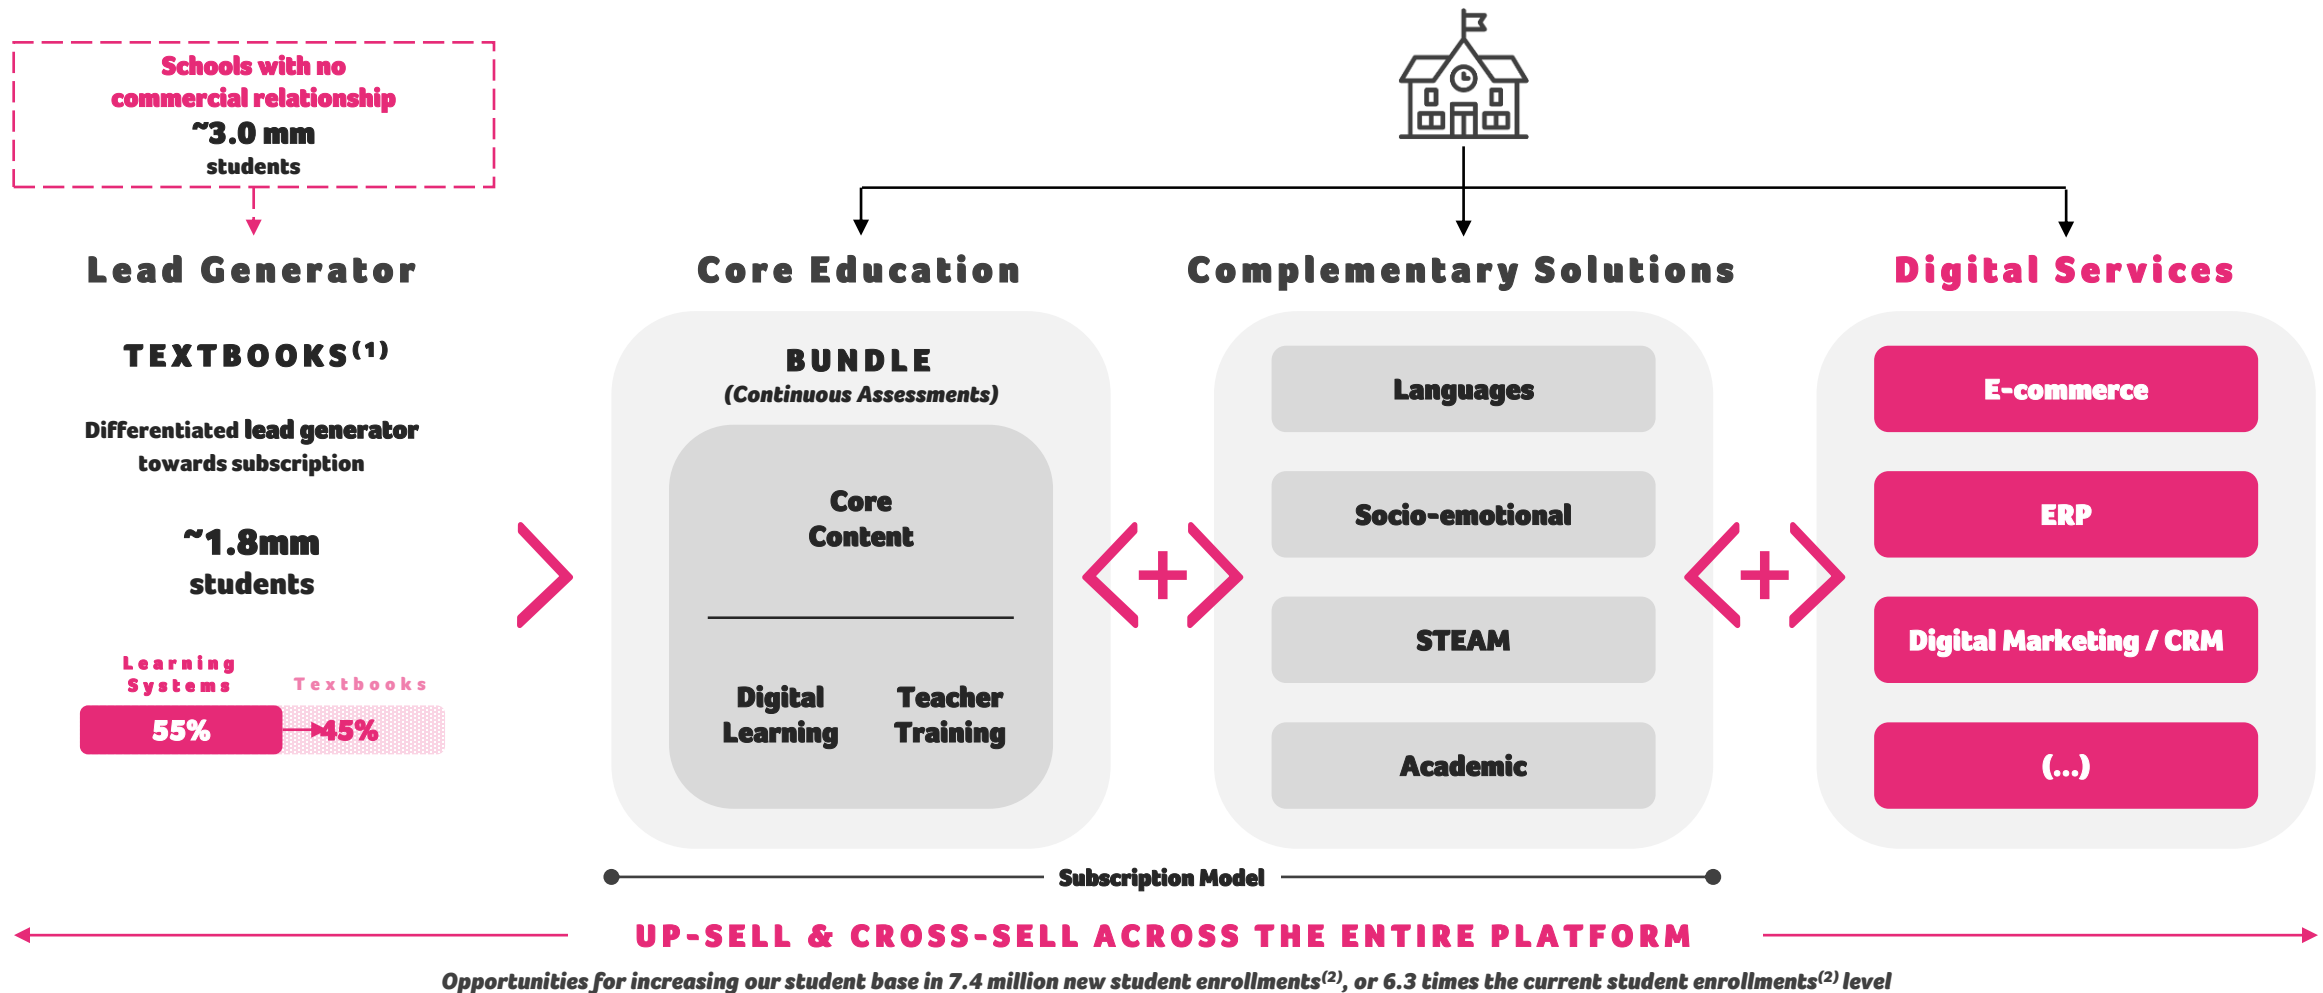 Schools with no
commercial relationship
~3.0 mm
students
Lead Generator
TEXTBOOKS(1)
Differentiated lead generator
towards subscription
~1.8mm
students
Learning
Systems
Textbooks
55%
45%
Core Education
BUNDLE
(Continuous Assessments)
Core
Content
Digital
Learning
Teacher
Training
+
Complementary Solutions
Languages
Socio-emotional
STEAM
Academic
+
Digital Services
E-commerce
ERP
Digital Marketing / CRM
(...)
Subscription Model
UP-SELL & CROSS-SELL ACROSS THE ENTIRE PLATFORM
Opportunities for increasing our student base in 7.4 million new student enrollments(2), or 6.3 times the current student enrollments(2) level